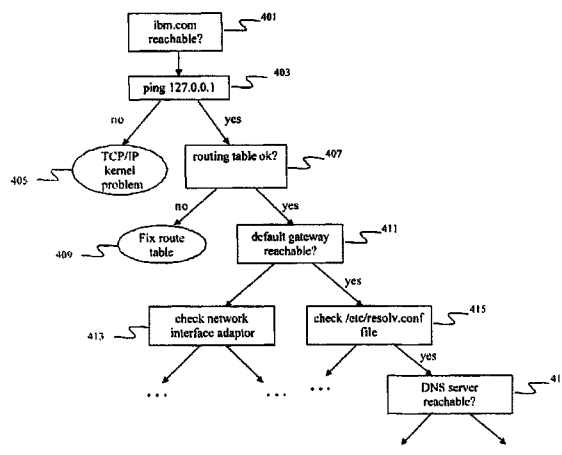 ibm.com
reachable?
401
ping 127.0.0.1
403
no
yes
TCP/IP
kernel
problem
405
routing table ok?
407
no
yes
Fix route
table
409
default gateway
reachable?
411
yes
check network
interface adaptor
413
check /etc/resolv.conf
file
415
yes
...
...
...
DNS server
reachable?
41